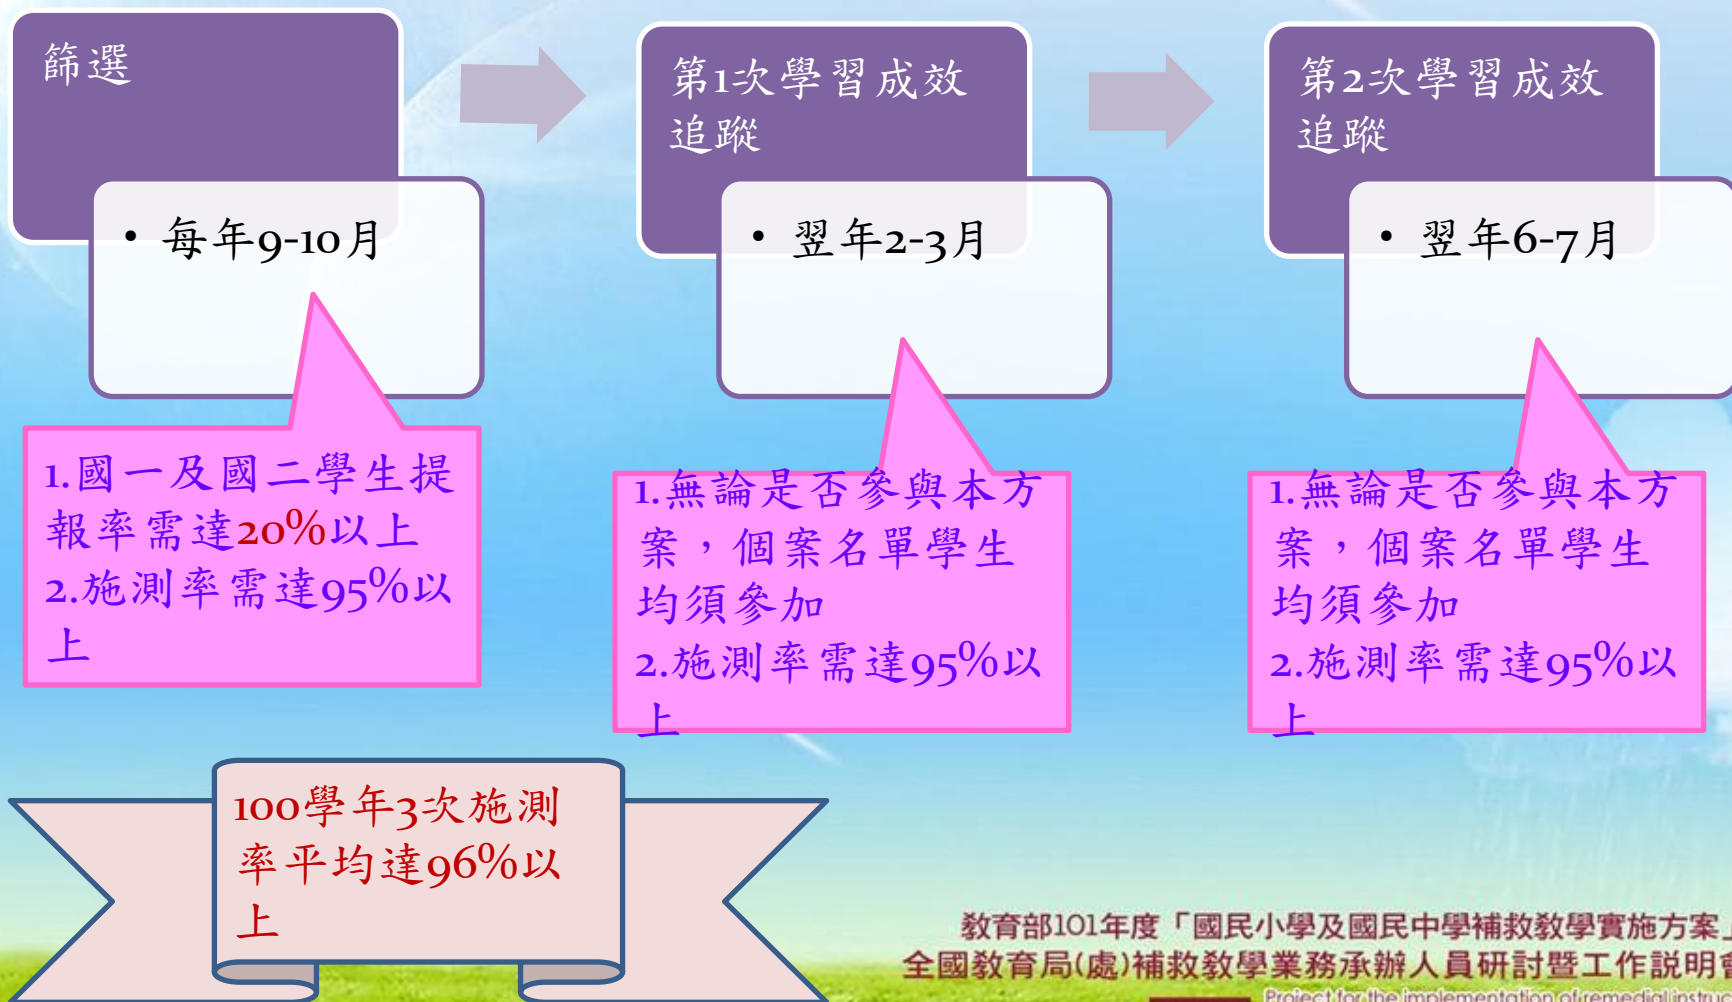 篩選
• 每年9-10月
1.國一及國二學生提
報率需達20%以上
2.施測率需達95%以
上
第1次學習成效
追蹤
• 翌年2-3月
1.無論是否參與本方
案，個案名單學生
均須參加
2.施測率需達95%以
上
第2次學習成效
追蹤
• 翌年6-7月
1.無論是否參與本方
案，個案名單學生
均須參加
2.施測率需達95%以
上
100學年3次施測
率平均達96%以
上
教育部101年度「國民小學及國民中學補救教學實施方案」
全國教育局(處)補救教學業務承辦人員研討暨工作說明會
Project for the implementation of remedial instruc